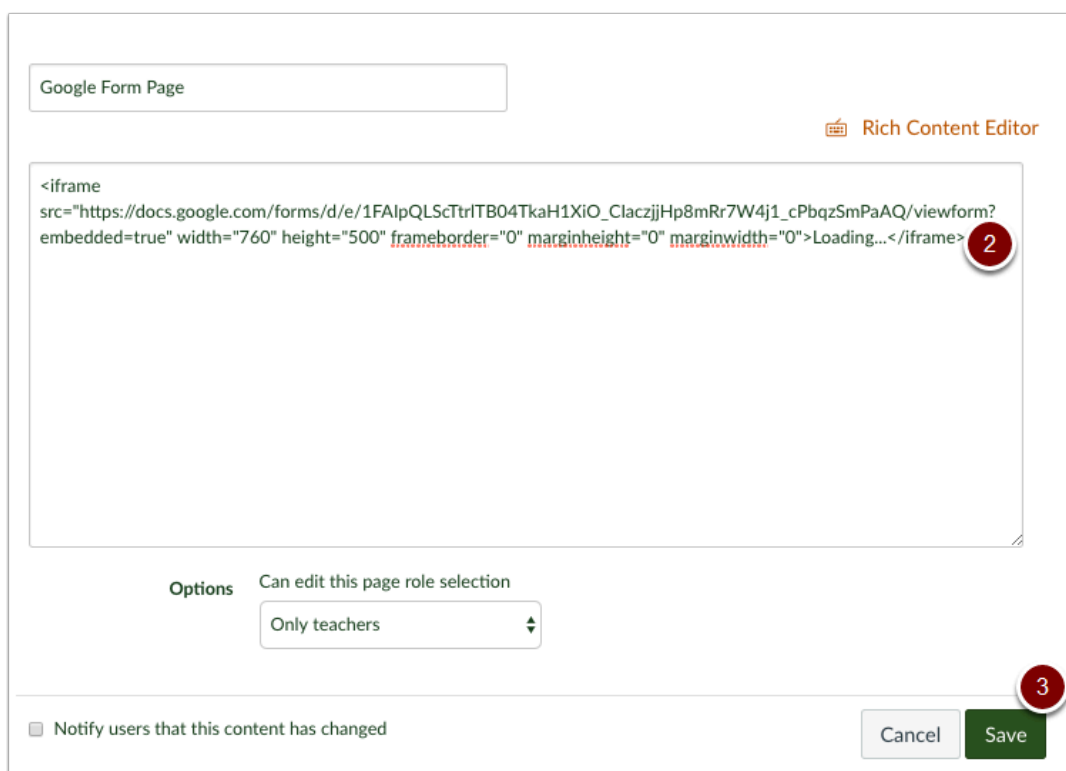 Google Form Page
Rich Content Editor
<iframe
src="https://docs.google.com/forms/d/e/1FAIpQLScTtrlTB04TkaH1XiO_CIaczjjHp8mRr7W4j1_cPbqzSmPaAQ/viewform?
embedded=true" width="760" height="500" frameborder="0" marginheight="0" marginwidth="0">Loading...</iframe>
2
Options
Can edit this page role selection
Only teachers
3
Notify users that this content has changed
Cancel
Save